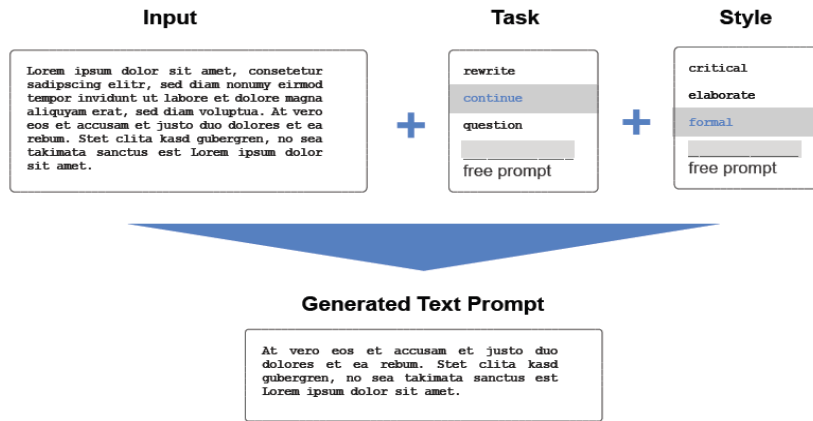 Input
Task
Style
Lorem ipsum dolor sit amet, consetetur
sadipscing elitr, sed diam nonumy eirmod
tempor invidunt ut labore et dolore magna
aliquyam erat, sed diam voluptua. At vero
eos et accusam et justo duo dolores et ea
rebum. Stet clita kasd gubergren, no sea
takimata sanctus est Lorem ipsum dolor
sit amet.
+
rewrite
continue
question
free prompt
+
critical
elaborate
formal
free prompt
Generated Text Prompt
At vero eos et accusam et justo duo
dolores et ea rebum. Stet clita kasd
gubergren, no sea takimata sanctus est
Lorem ipsum dolor sit amet.